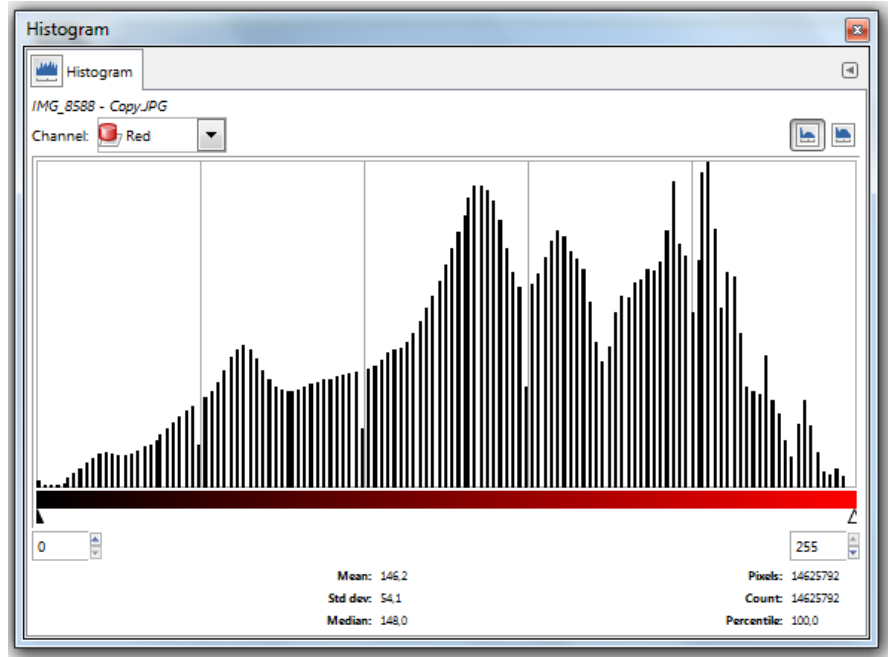 Histogram
Histogram
IMG_8588 - Copy.JPG
Channel: Red
0 255
Mean: 146,2 Pixels: 14625792
Std dev: 54,1 Count: 14625792
Median: 148,0 Percentile: 100,0